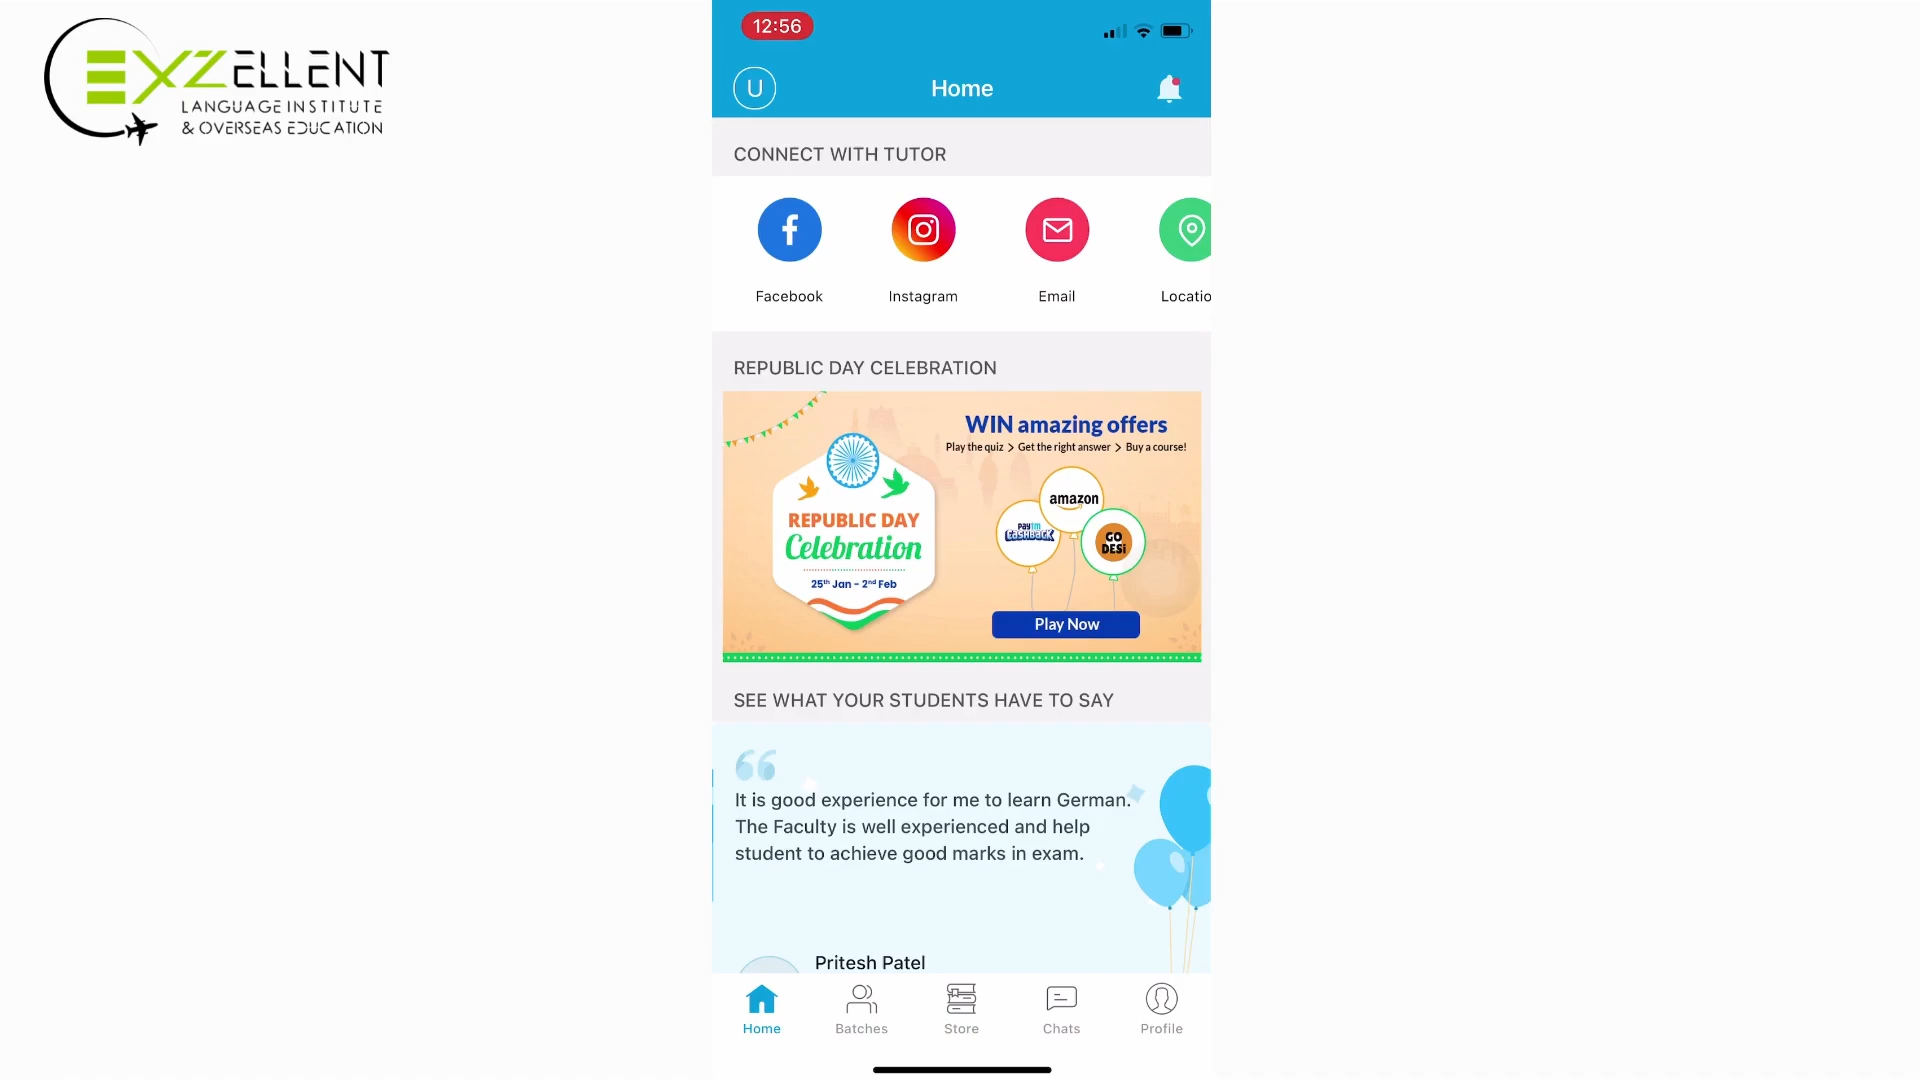 EXZELLENT
LANGUAGE INSTITUTE
& OVERSEAS EDUCATION
12:56
U
Home
CONNECT WITH TUTOR
Facebook
Instagram
Email
Locatio
REPUBLIC DAY CELEBRATION
WIN amazing offers
Play the quiz > Get the right answer > Buy a course!
amazon
paytm
cashback
GO
DESi
REPUBLIC DAY
Celebration
25th Jan - 2nd Feb
Play Now
SEE WHAT YOUR STUDENTS HAVE TO SAY
It is good experience for me to learn German.
The Faculty is well experienced and help
student to achieve good marks in exam.
Pritesh Patel
Home
Batches
Store
Chats
Profile